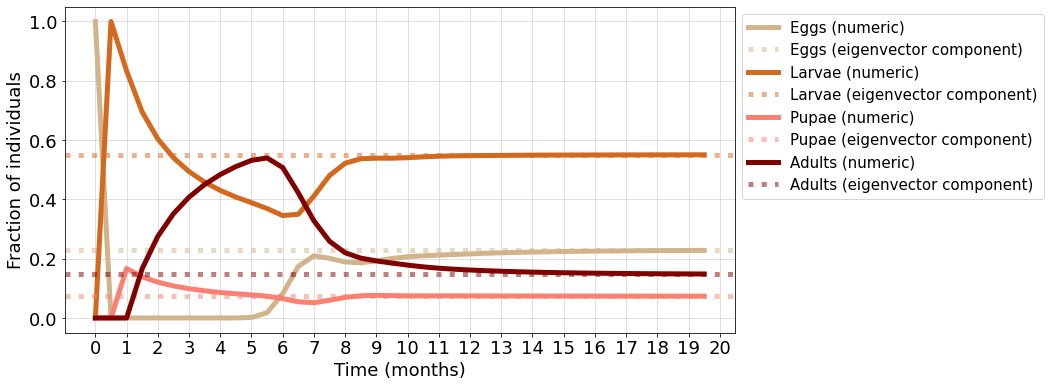 Fraction of individuals
1.0
0.8
0.6
0.4
0.2
0.0
0 1 2 3 4 5 6 7 8 9 10 11 12 13 14 15 16 17 18 19 20
Time (months)
Eggs (numeric)
Eggs (eigenvector component)
Larvae (numeric)
Larvae (eigenvector component)
Pupae (numeric)
Pupae (eigenvector component)
Adults (numeric)
Adults (eigenvector component)